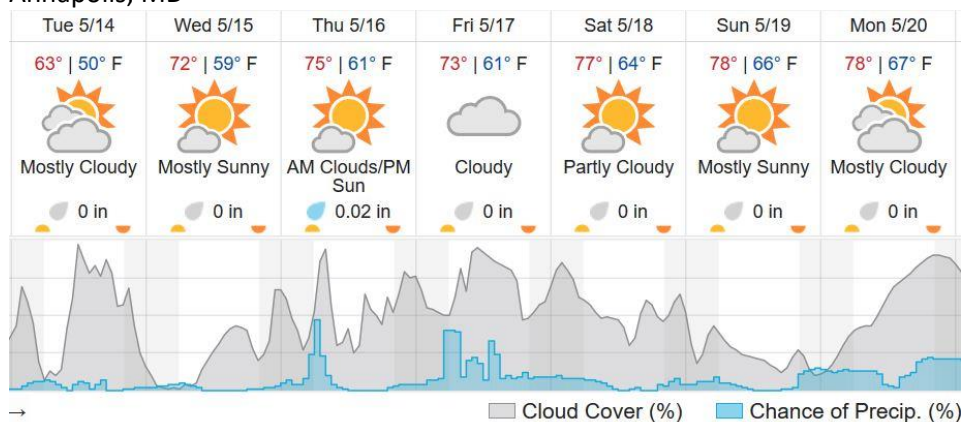 Annapolis, MD
Tue 5/14 Wed 5/15 Thu 5/16 Fri 5/17 Sat 5/18 Sun 5/19 Mon 5/20
63° | 50° F 72° | 59° F 75° | 61° F 73° | 61° F 77° | 64° F 78° | 66° F 78° | 67° F
Mostly Cloudy Mostly Sunny AM Clouds/PM Cloudy Partly Cloudy Mostly Sunny Mostly Cloudy
Sun
0 in 0 in 0.02 in 0 in 0 in 0 in 0 in
→ Cloud Cover (%) Chance of Precip. (%)